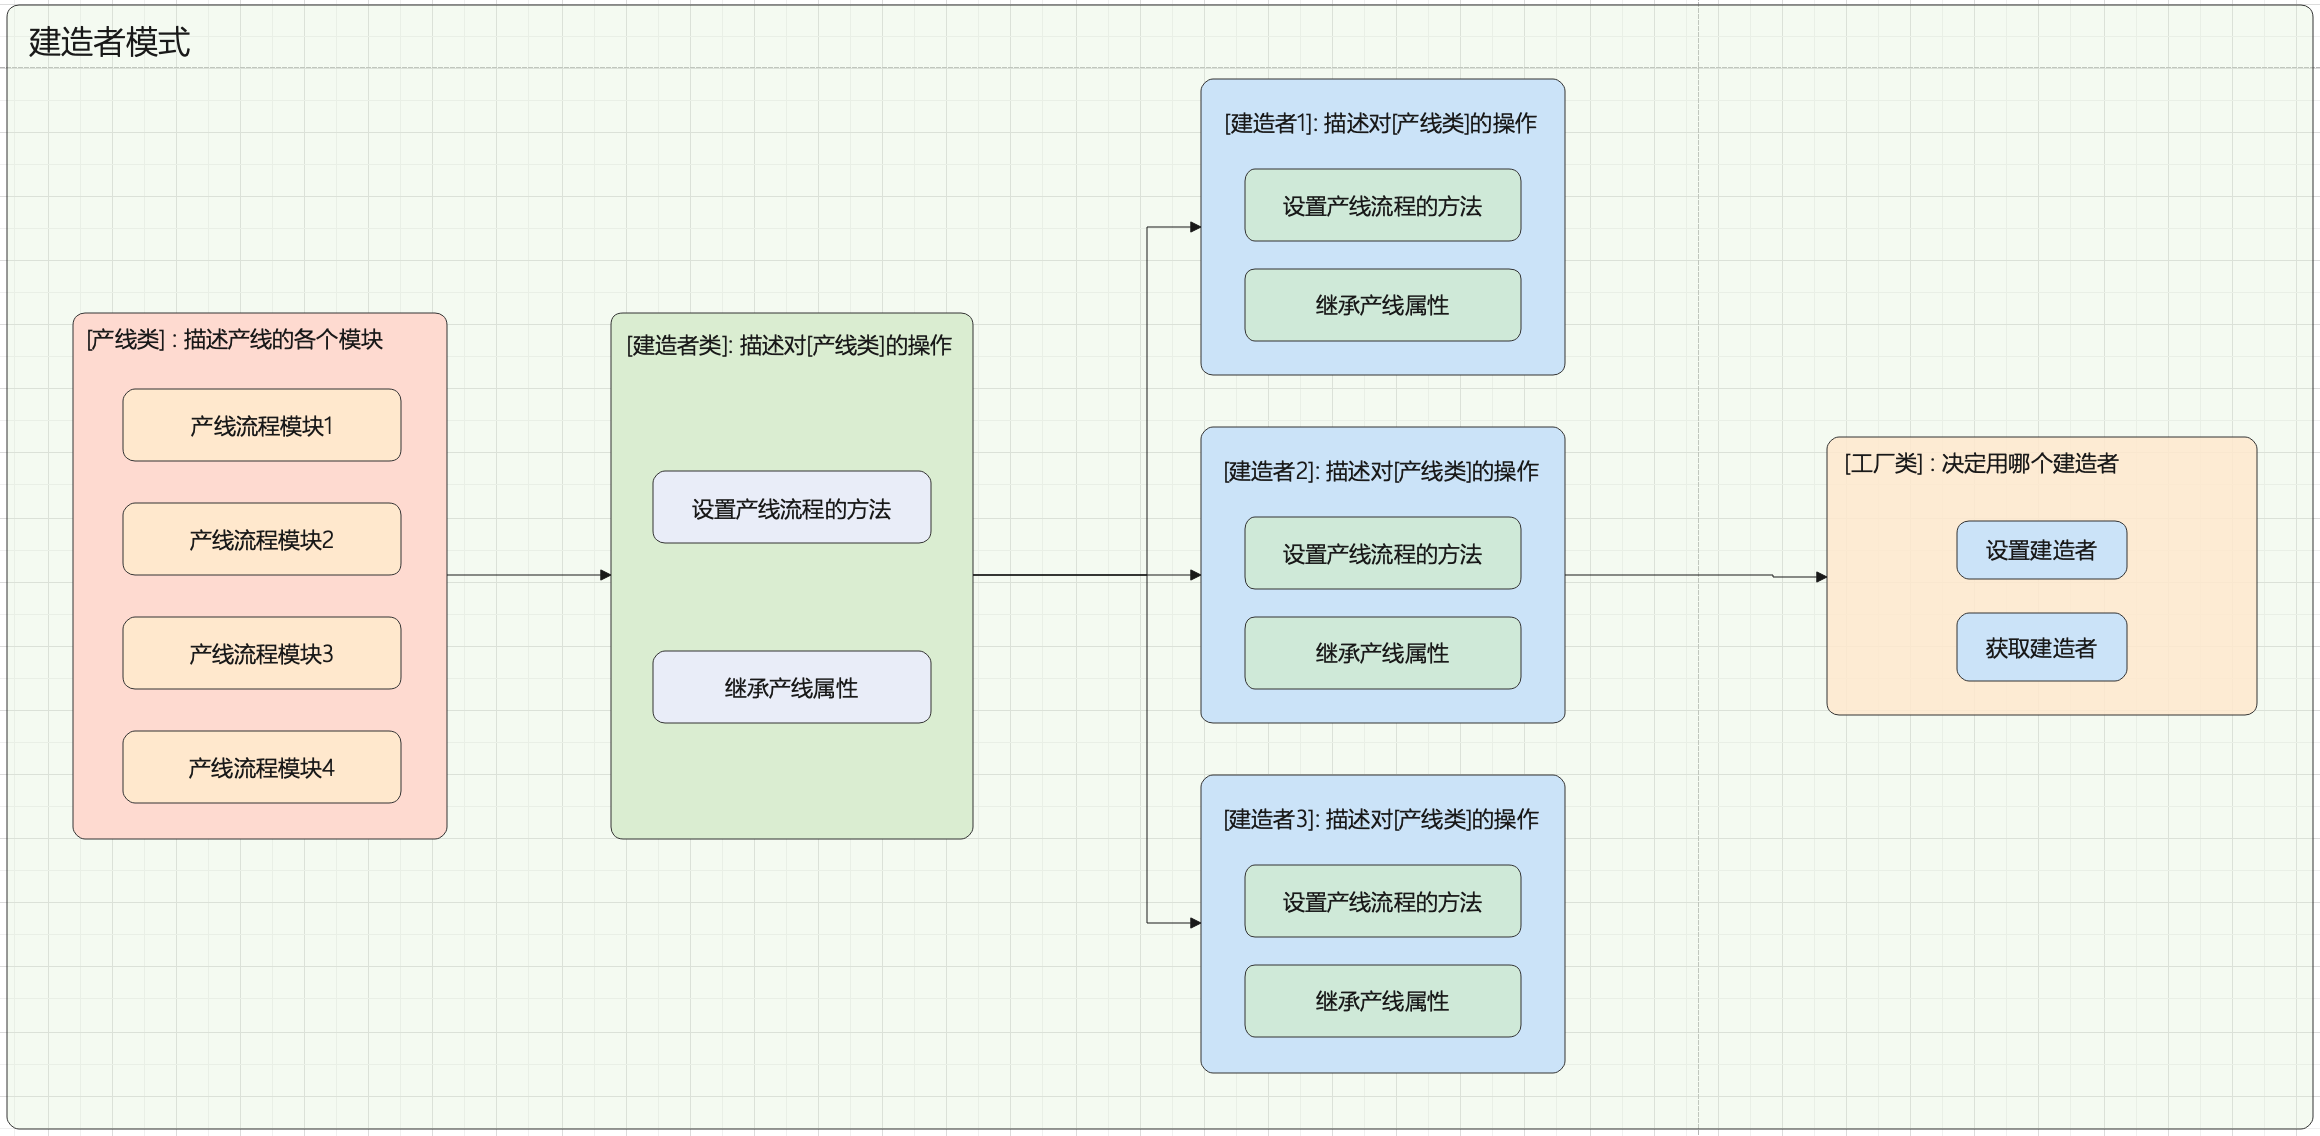 建造者模式
[产线类] : 描述产线的各个模块
产线流程模块1
产线流程模块2
产线流程模块3
产线流程模块4
[建造者类]: 描述对[产线类]的操作
设置产线流程的方法
继承产线属性
[建造者1]: 描述对[产线类]的操作
设置产线流程的方法
继承产线属性
[建造者2]: 描述对[产线类]的操作
设置产线流程的方法
继承产线属性
[建造者3]: 描述对[产线类]的操作
设置产线流程的方法
继承产线属性
[工厂类] : 决定用哪个建造者
设置建造者
获取建造者